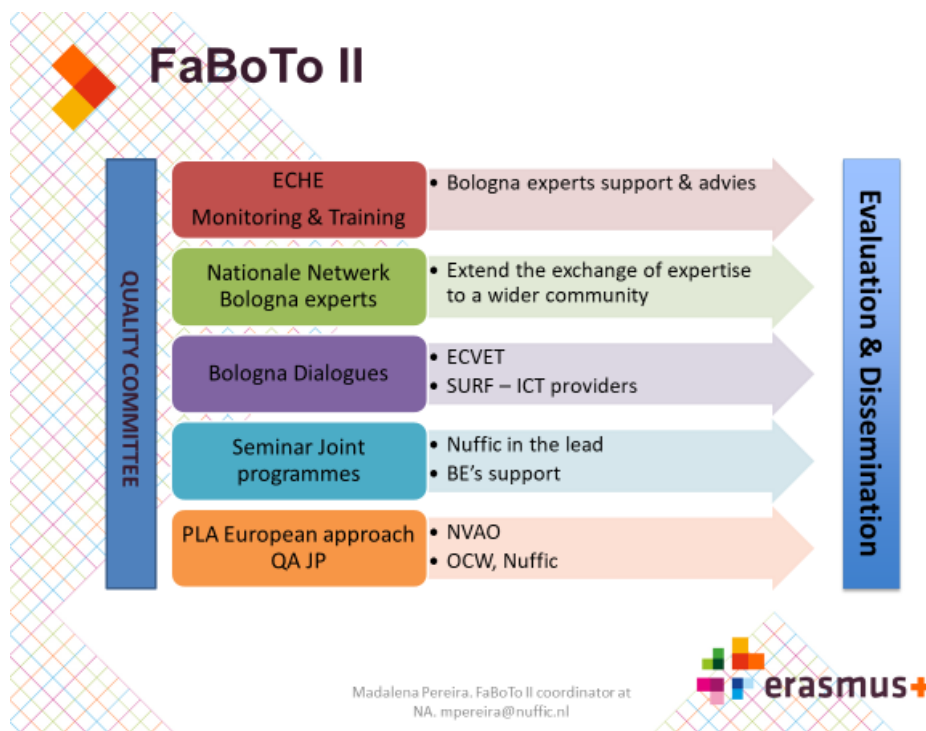 FaBoTo II
QUALITY COMMITTEE
ECHE
Monitoring & Training
• Bologna experts support & advies
Nationale Netwerk
Bologna experts
• Extend the exchange of expertise
to a wider community
Bologna Dialogues
• ECVET
• SURF – ICT providers
Seminar Joint
programmes
• Nuffic in the lead
• BE's support
PLA European approach
QA JP
• NVAO
• OCW, Nuffic
Evaluation & Dissemination
Madalena Pereira. FaBoTo II coordinator at
NA. mpereira@nuffic.nl
erasmus+